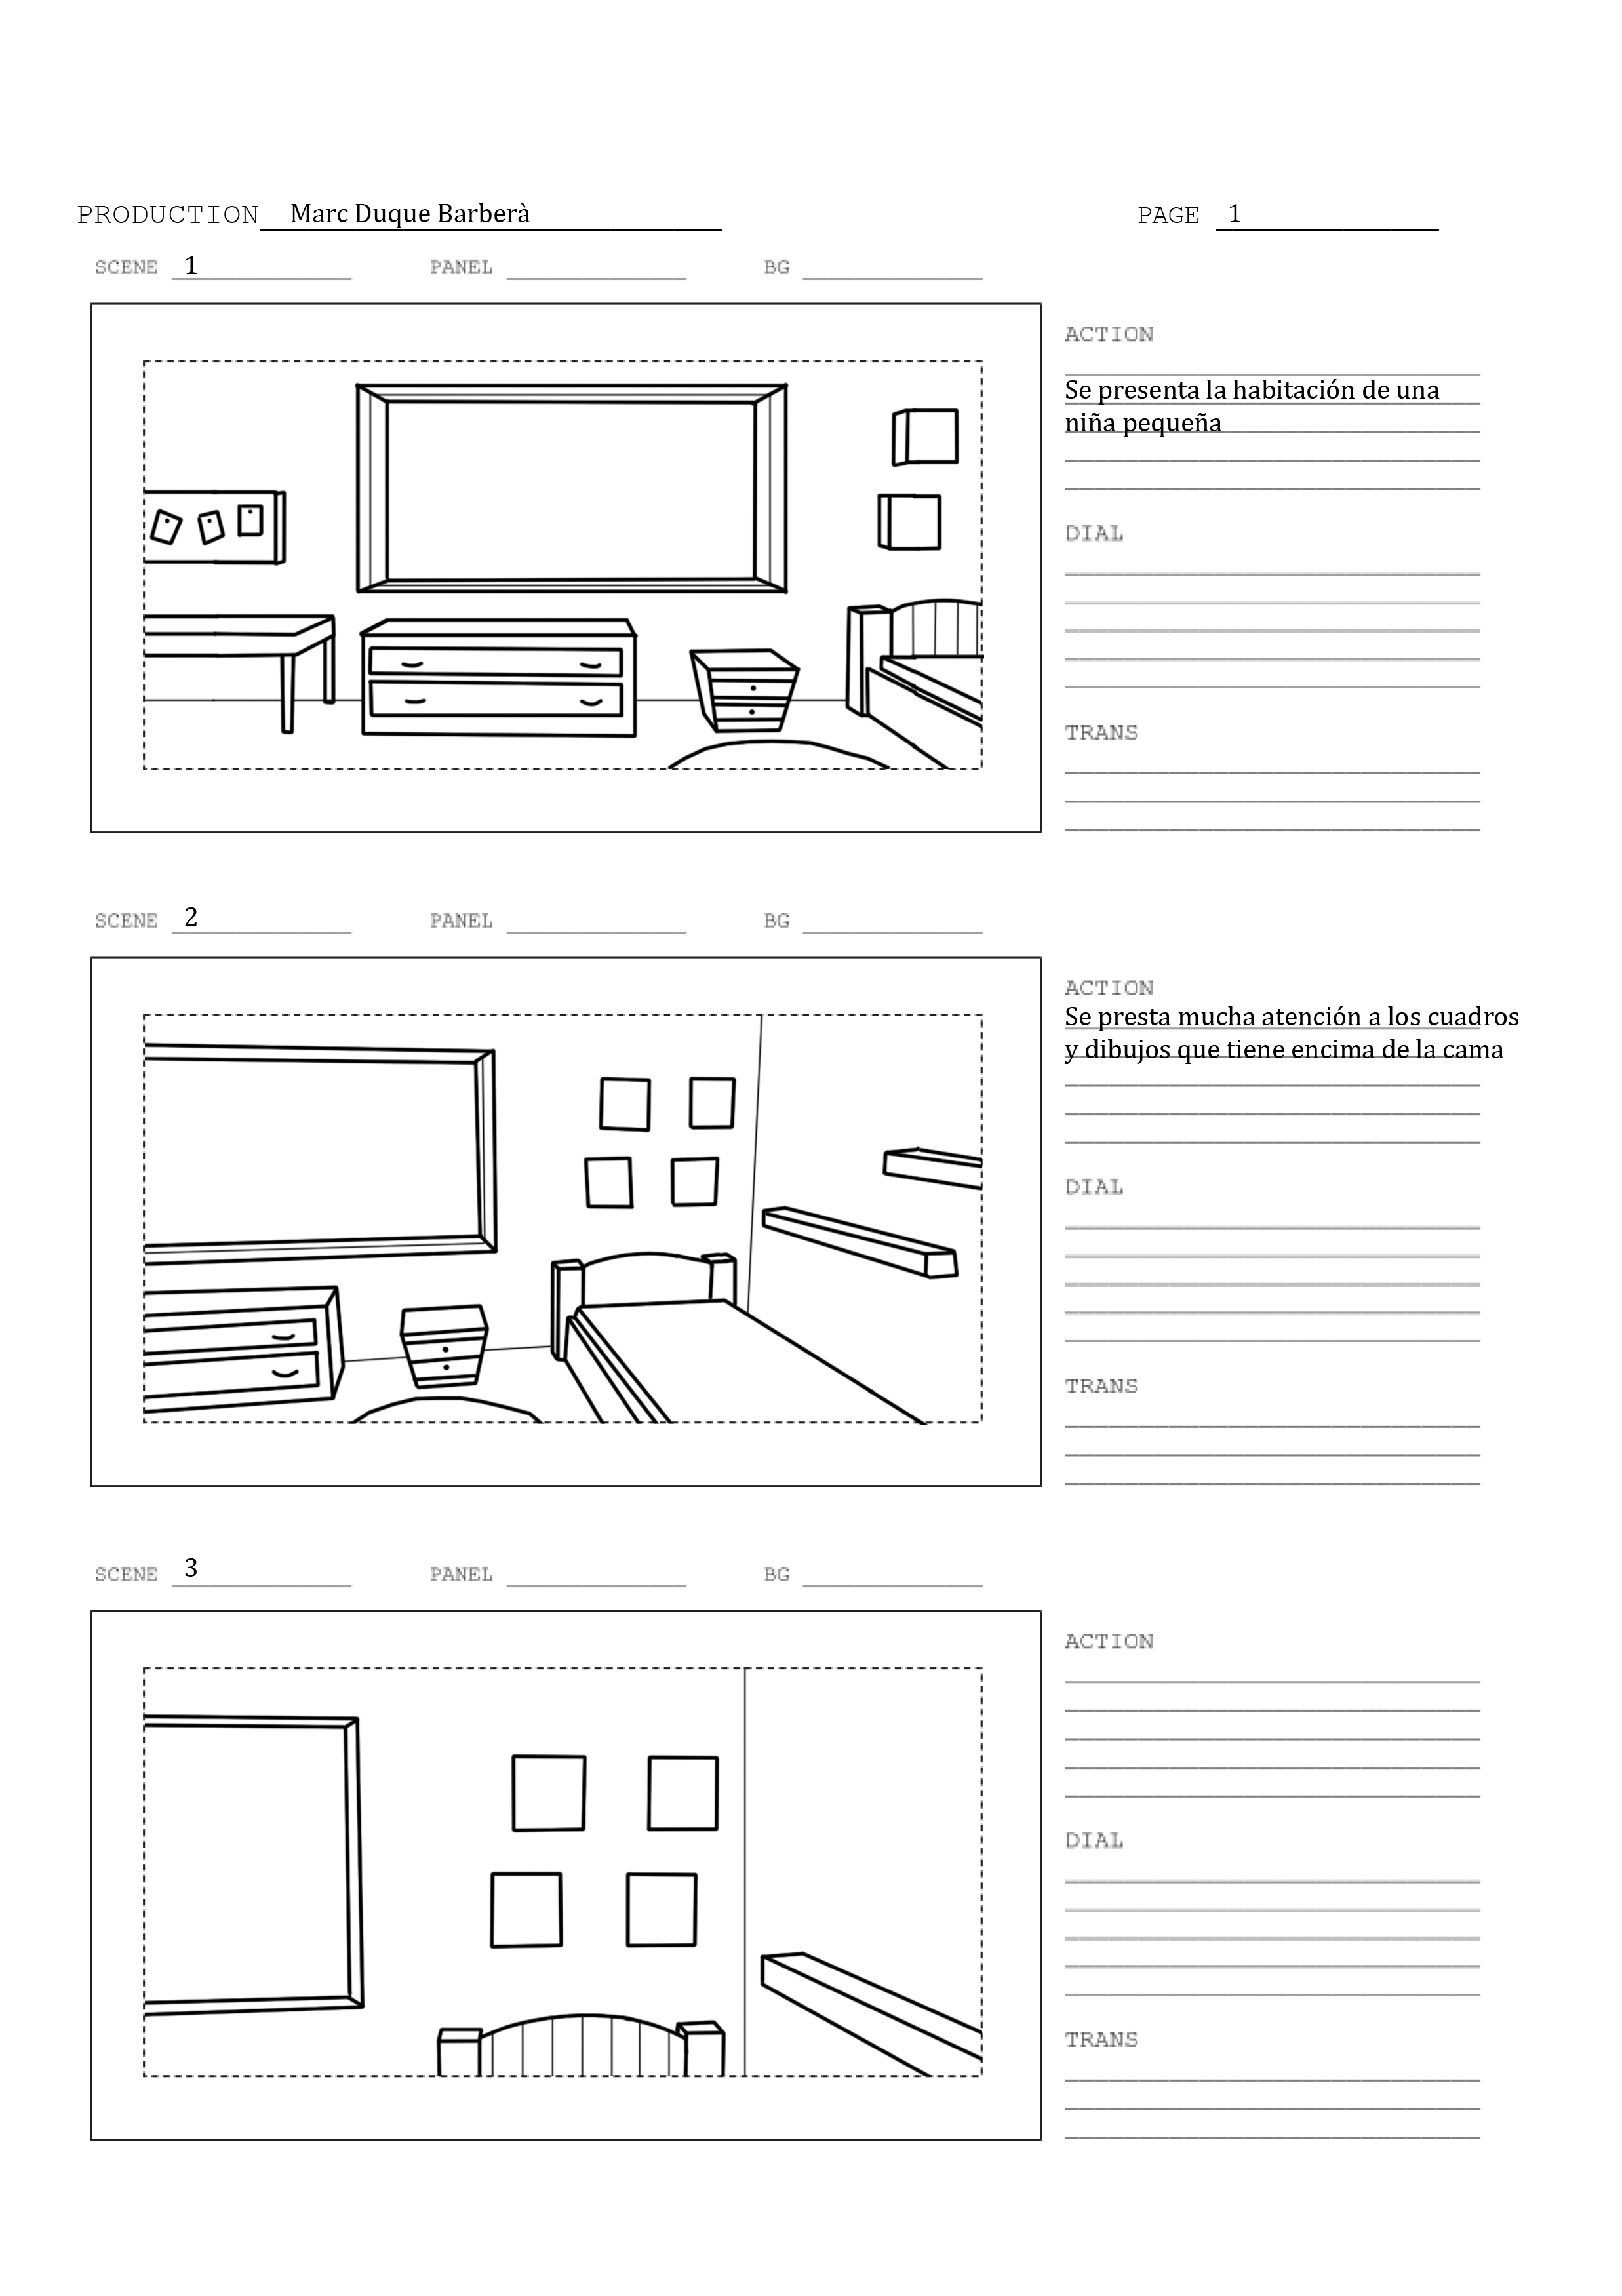 PRODUCTION Marc Duque Barberà PAGE 1
SCENE 1 PANEL BG
ACTION
Se presenta la habitación de una
niña pequeña
DIAL
TRANS
SCENE 2 PANEL BG
ACTION
Se presta mucha atención a los cuadros
y dibujos que tiene encima de la cama
DIAL
TRANS
SCENE 3 PANEL BG
ACTION
DIAL
TRANS